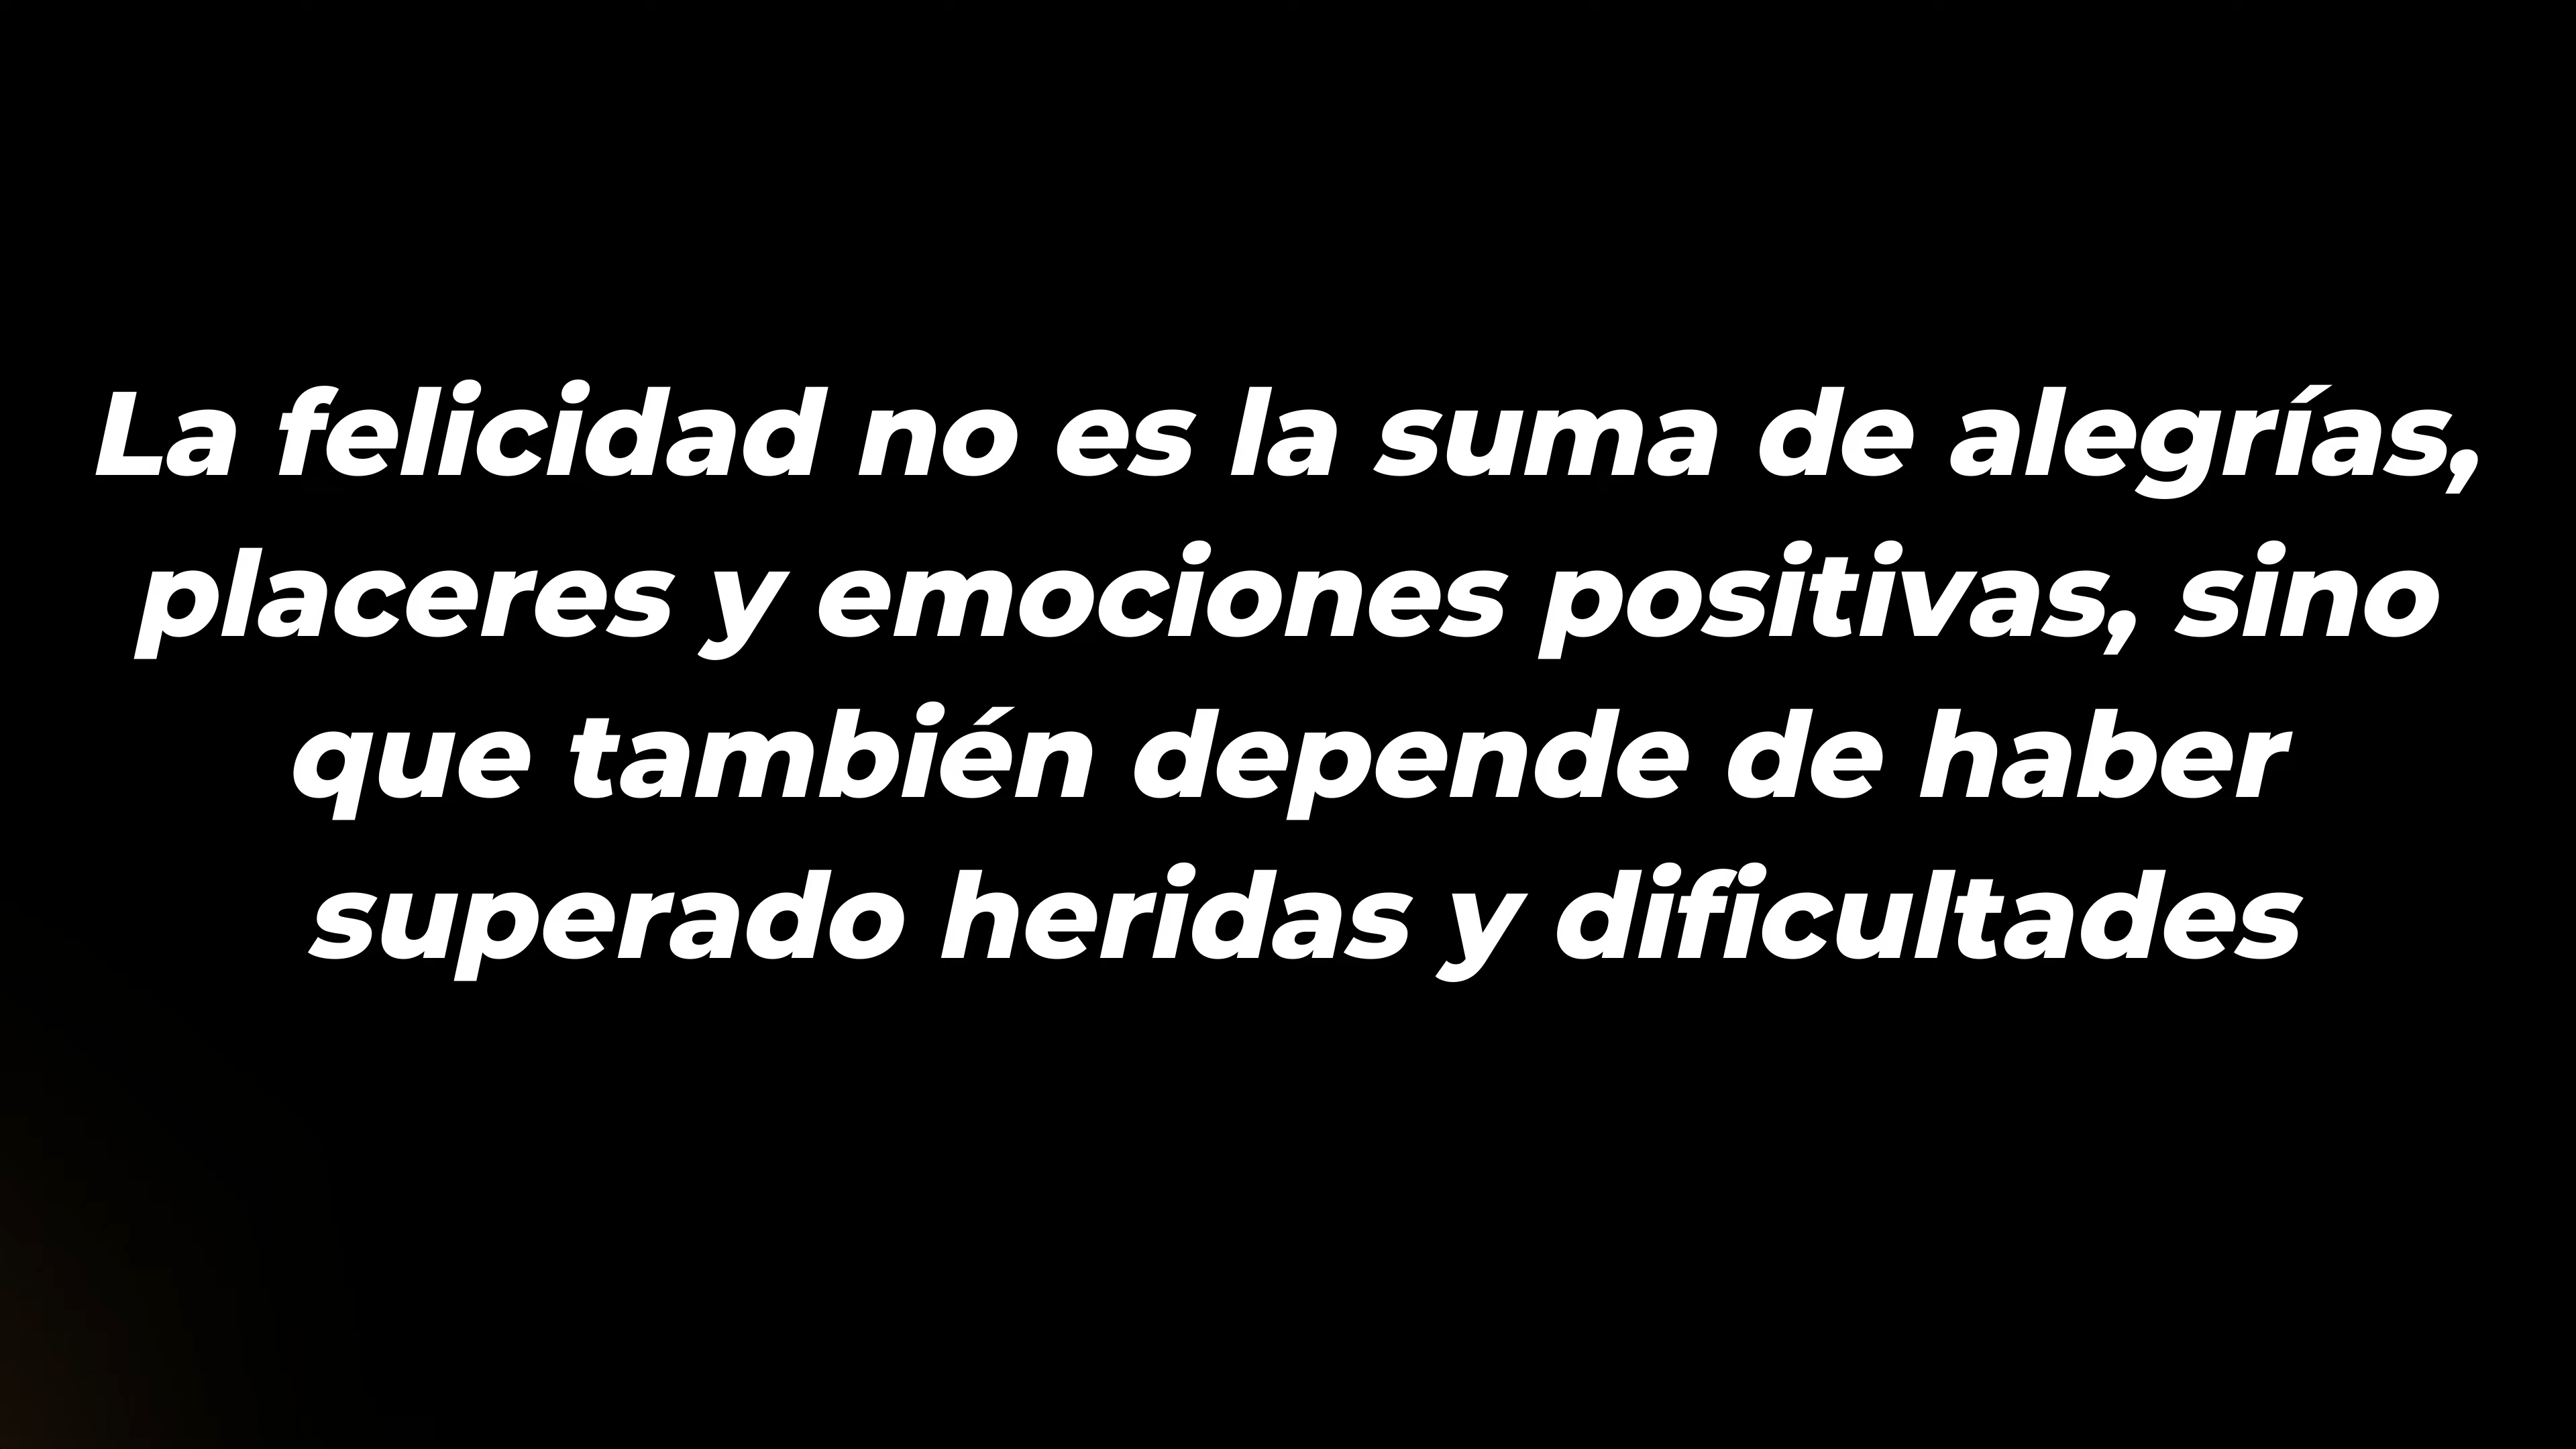 La felicidad no es la suma de alegrías,
placeres y emociones positivas, sino
que también depende de haber
superado heridas y dificultades